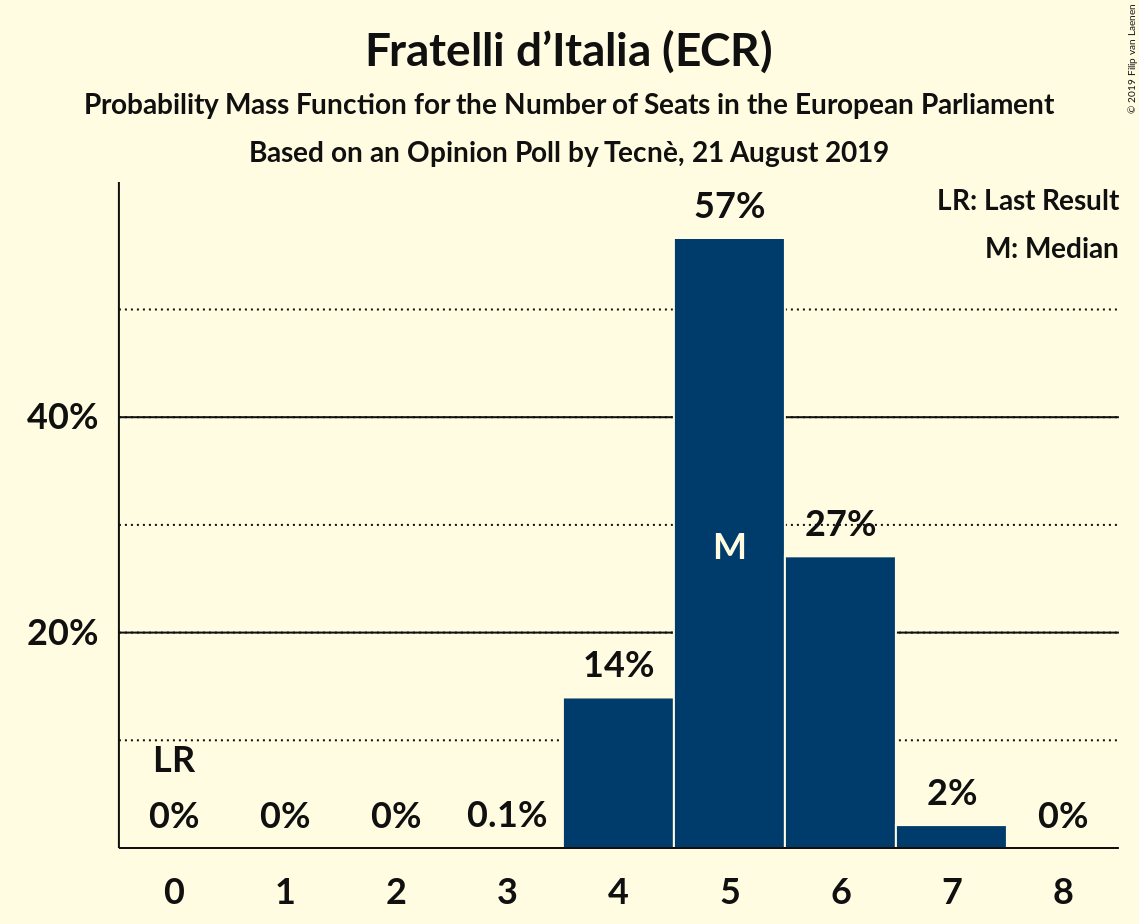 Fratelli d’Italia (ECR)
Probability Mass Function for the Number of Seats in the European Parliament
Based on an Opinion Poll by Tecnè, 21 August 2019
© 2019 Filip van Laenen
LR: Last Result
M: Median
57%
40%
27%
M
20%
14%
LR
2%
0%
0%
0%
0.1%
0%
0 1 2 3 4 5 6 7 8